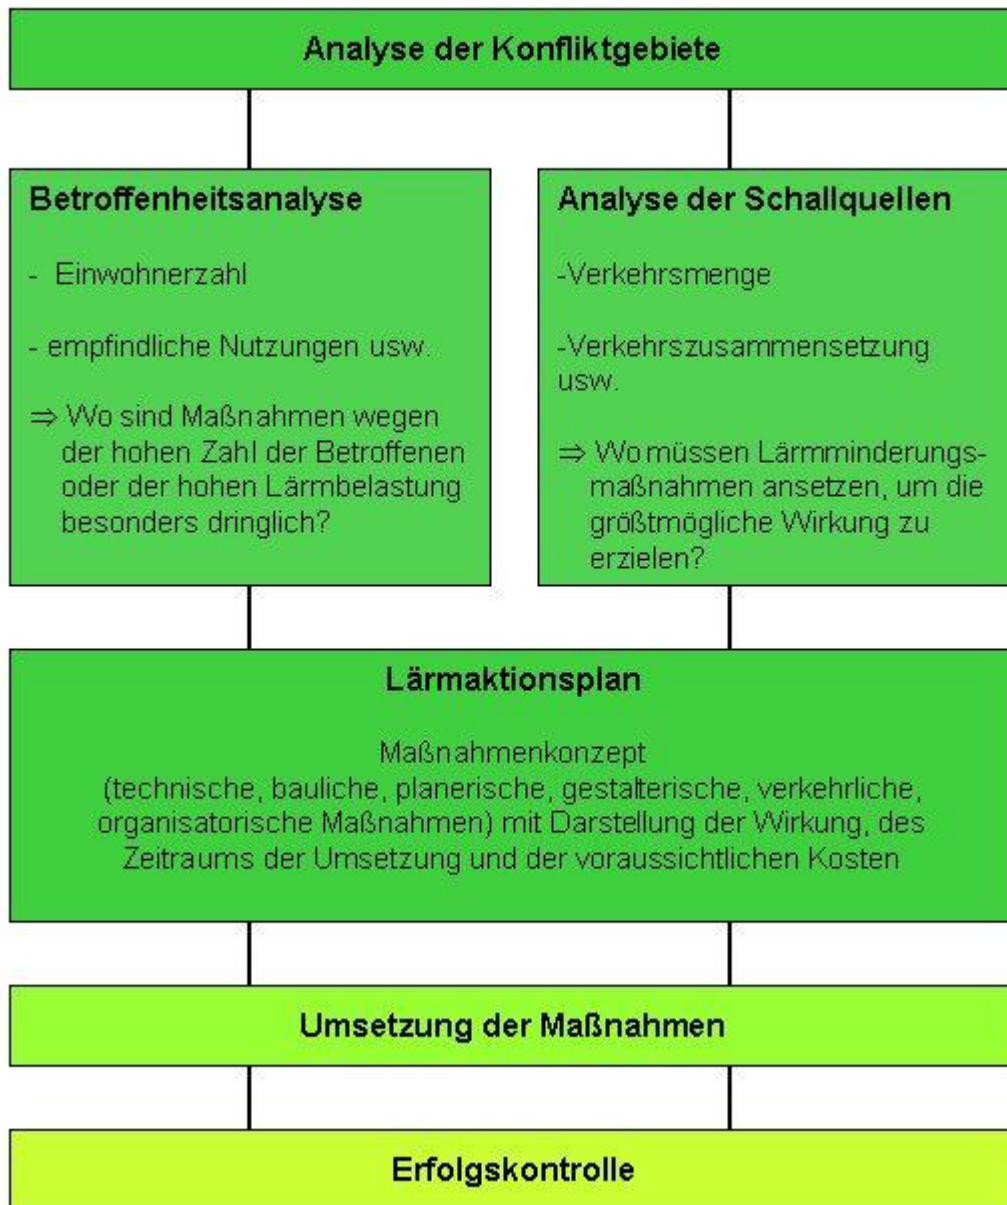 Analyse der Konfliktgebiete
Betroffenheitsanalyse
- Einwohnerzahl
- empfindliche Nutzungen usw.
⇒ Wo sind Maßnahmen wegen
der hohen Zahl der Betroffenen
oder der hohen Lärmbelastung
besonders dringlich?
Analyse der Schallquellen
-Verkehrsmenge
-Verkehrszusammensetzung
usw.
⇒ Wo müssen Lärmminderungs-
maßnahmen ansetzen, um die
größtmögliche Wirkung zu
erzielen?
Lärmaktionsplan
Maßnahmenkonzept
(technische, bauliche, planerische, gestalterische, verkehrliche,
organisatorische Maßnahmen) mit Darstellung der Wirkung, des
Zeitraums der Umsetzung und der voraussichtlichen Kosten
Umsetzung der Maßnahmen
Erfolgskontrolle